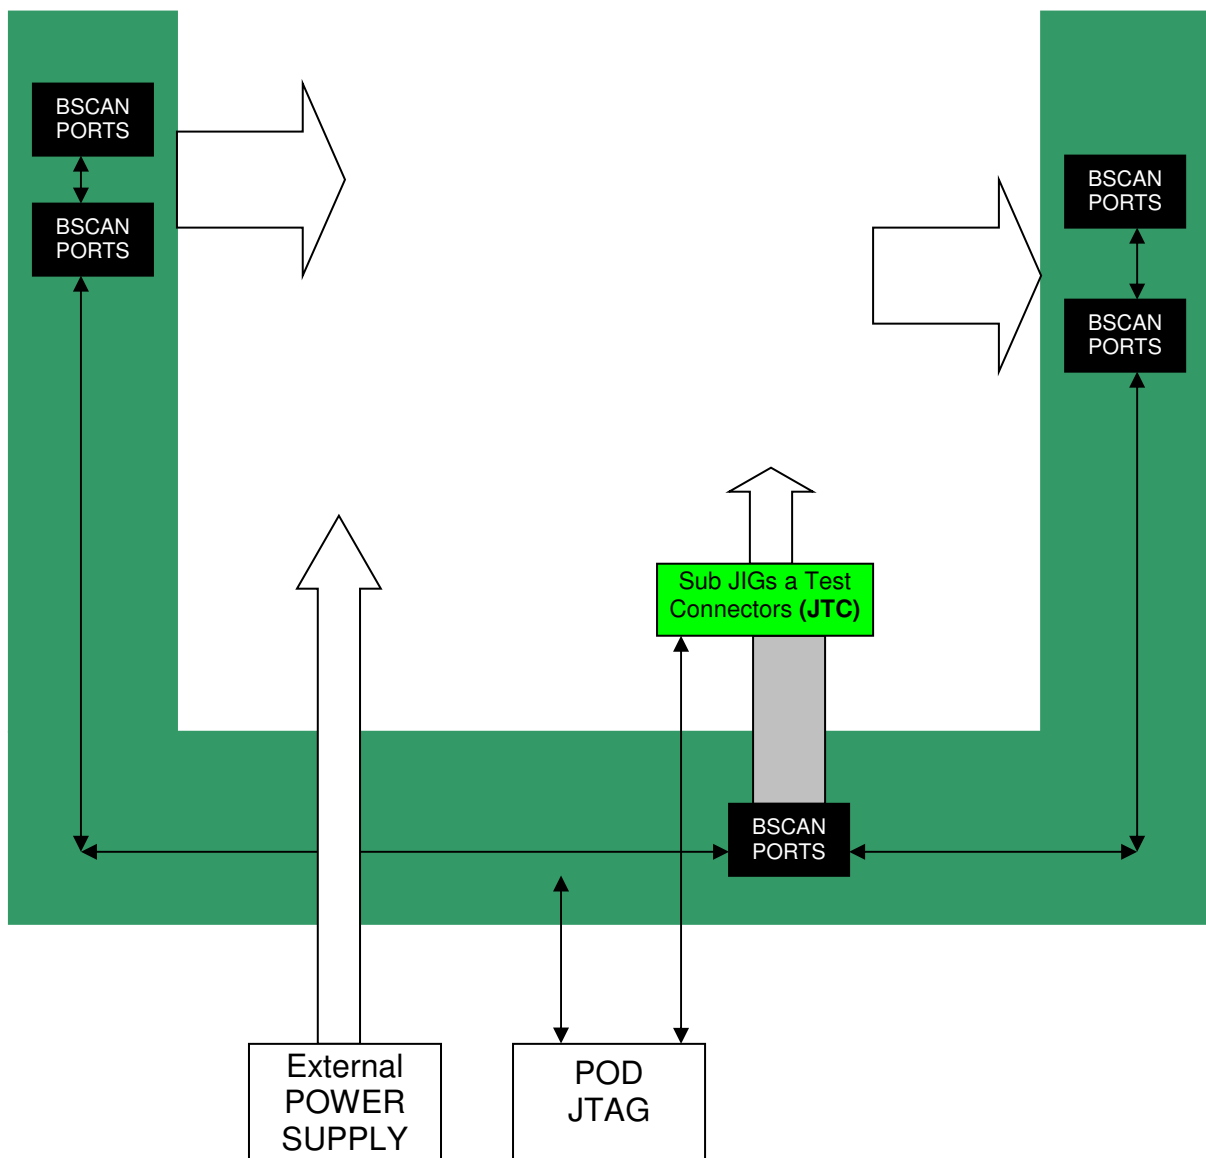 BSCAN
PORTS
BSCAN
PORTS
BSCAN
PORTS
BSCAN
PORTS
Sub JIGs a Test
Connectors (JTC)
BSCAN
PORTS
External
POWER
SUPPLY
POD
JTAG